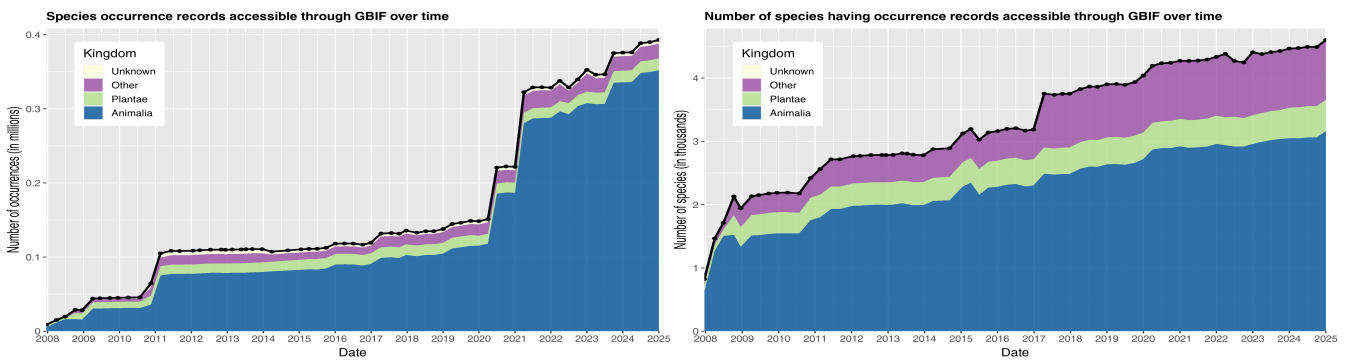 Species occurrence records accessible through GBIF over time
Number of occurrences (in millions)
0.4
0.3
0.2
0.1
0
Kingdom
Unknown
Other
Plantae
Animalia
2008 2009 2010 2011 2012 2013 2014 2015 2016 2017 2018 2019 2020 2021 2022 2023 2024 2025
Date
Number of species having occurrence records accessible through GBIF over time
Number of species (in thousands)
4
3
2
1
0
Kingdom
Unknown
Other
Plantae
Animalia
2008 2009 2010 2011 2012 2013 2014 2015 2016 2017 2018 2019 2020 2021 2022 2023 2024 2025
Date